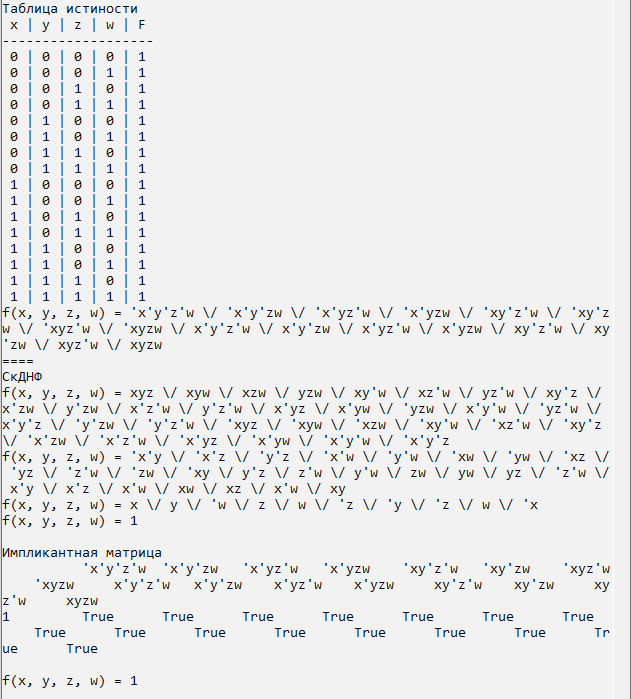 Таблица истиности
x | y | z | w | F
-------------------
0 | 0 | 0 | 0 | 1
0 | 0 | 0 | 1 | 1
0 | 0 | 1 | 0 | 1
0 | 0 | 1 | 1 | 1
0 | 1 | 0 | 0 | 1
0 | 1 | 0 | 1 | 1
0 | 1 | 1 | 0 | 1
0 | 1 | 1 | 1 | 1
1 | 0 | 0 | 0 | 1
1 | 0 | 0 | 1 | 1
1 | 0 | 1 | 0 | 1
1 | 0 | 1 | 1 | 1
1 | 1 | 0 | 0 | 1
1 | 1 | 0 | 1 | 1
1 | 1 | 1 | 0 | 1
1 | 1 | 1 | 1 | 1
f(x, y, z, w) = 'x'y'z'w \/ 'x'y'zw \/ 'x'yz'w \/ 'x'yzw \/ 'xy'z'w \/ 'xy'z
w \/ 'xyz'w \/ 'xyzw \/ x'y'z'w \/ x'y'zw \/ x'yz'w \/ x'yzw \/ xy'z'w \/ xy
'zw \/ xyz'w \/ xyzw
====
СкДНФ
f(x, y, z, w) = xyz \/ xyw \/ xzw \/ yzw \/ xy'w \/ xz'w \/ yz'w \/ xy'z \/
x'zw \/ y'zw \/ x'z'w \/ y'z'w \/ x'yz \/ x'yw \/ 'yzw \/ x'y'w \/ 'yz'w \/
x'y'z \/ 'y'zw \/ 'y'z'w \/ 'xyz \/ 'xyw \/ 'xzw \/ 'xy'w \/ 'xz'w \/ 'xy'z
\/ 'x'zw \/ 'x'z'w \/ 'x'yz \/ 'x'yw \/ 'x'y'w \/ 'x'y'z
f(x, y, z, w) = 'x'y \/ 'x'z \/ 'y'z \/ 'x'w \/ 'y'w \/ 'xw \/ 'yw \/ 'xz \/
'yz \/ 'z'w \/ 'zw \/ 'xy \/ y'z \/ z'w \/ y'w \/ zw \/ yw \/ yz \/ 'z'w \/
x'y \/ x'z \/ x'w \/ xw \/ xz \/ x'w \/ xy
f(x, y, z, w) = x \/ y \/ 'w \/ z \/ w \/ 'z \/ 'y \/ 'z \/ w \/ 'x
f(x, y, z, w) = 1
Импликантная матрица
'x'y'z'w 'x'y'zw 'x'yz'w 'x'yzw 'xy'z'w 'xy'zw 'xyz'w
'xyzw x'y'z'w x'y'zw x'yz'w x'yzw xy'z'w xy'zw xy
z'w xyzw
1 True True True True True True True
True True True True True True True Tr
ue True
f(x, y, z, w) = 1